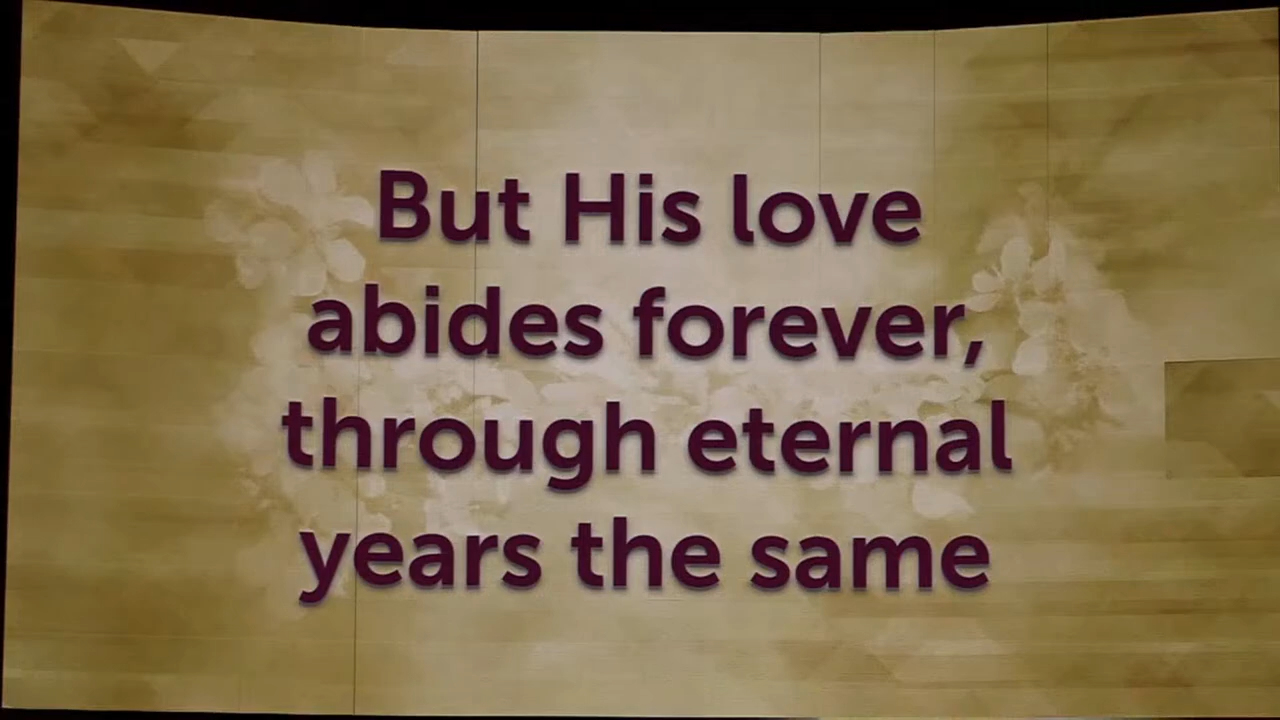 But His love
abides forever,
through eternal
years the same